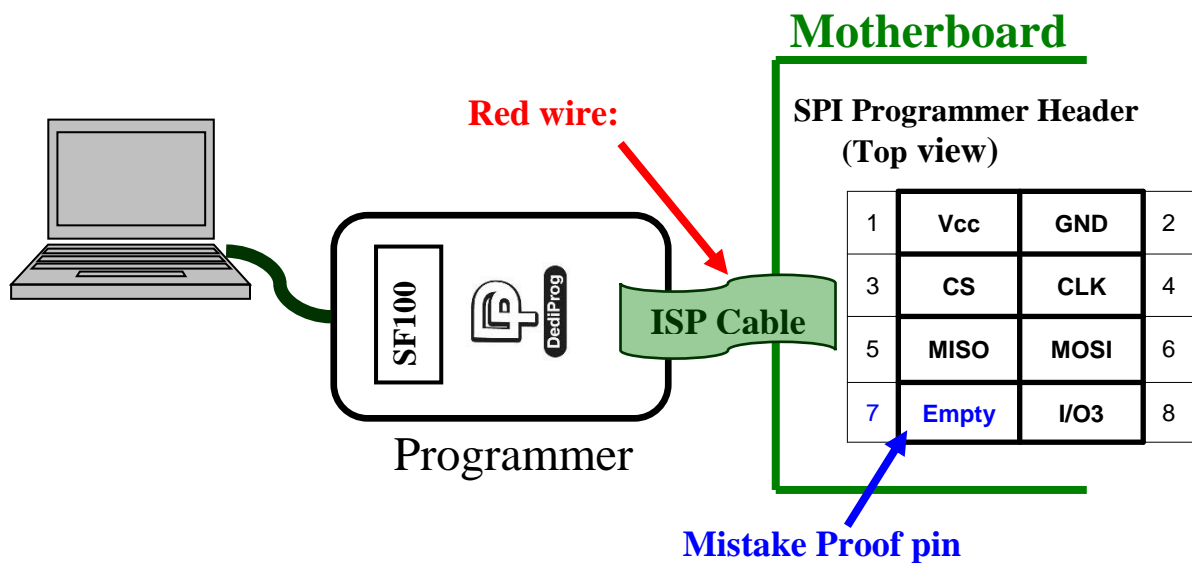 Motherboard
Red wire:
SPI Programmer Header
(Top view)
1 Vcc GND 2
3 CS CLK 4
5 MISO MOSI 6
7 Empty I/O3 8
SF100
DediProg
ISP Cable
Programmer
Mistake Proof pin